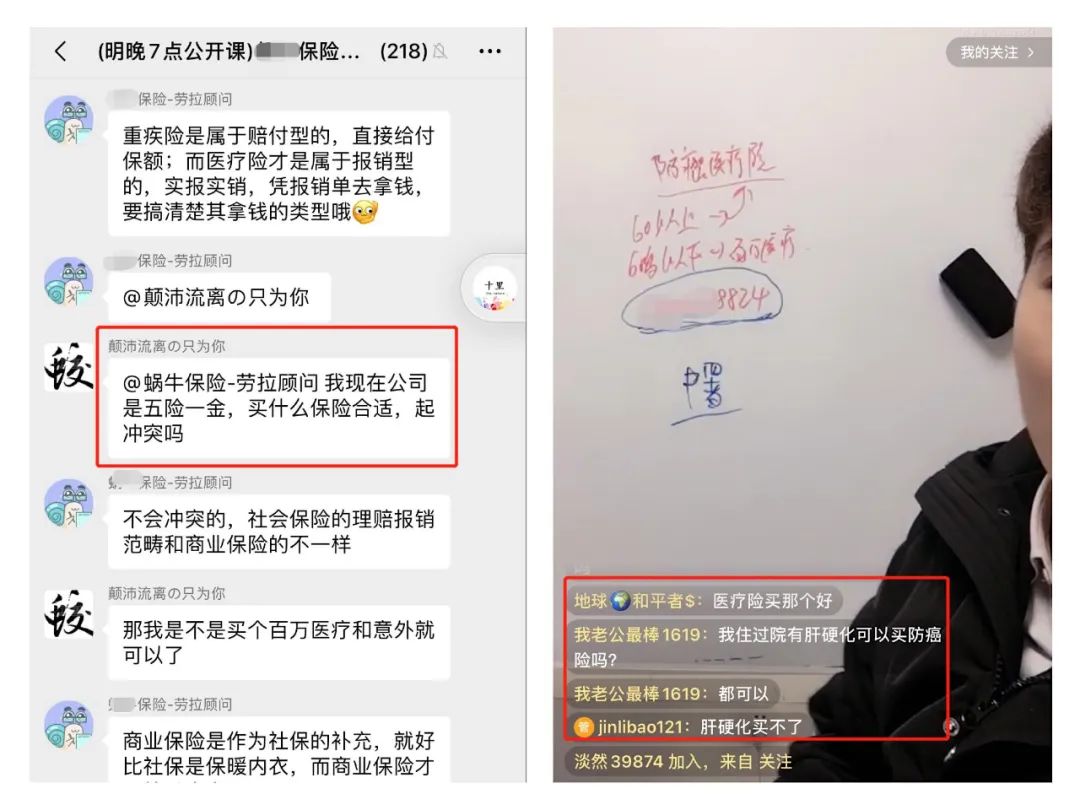 (明晚7点公开课) 保险... (218)
保险-劳拉顾问
重疾险是属于赔付型的，直接给付
保额；而医疗险才是属于报销型
的，实报实销，凭报销单去拿钱，
要搞清楚其拿钱的类型哦
保险-劳拉顾问
@颠沛流离の只为你
十里
蛟
颠沛流离の只为你
@蜗牛保险-劳拉顾问 我现在公司
是五险一金，买什么保险合适，起
冲突吗
保险-劳拉顾问
不会冲突的，社会保险的理赔报销
范畴和商业保险的不一样
蛟
颠沛流离の只为你
那我是不是买个百万医疗和意外就
可以了
保险-劳拉顾问
商业保险是作为社保的补充，就好
比社保是保暖内衣，而商业保险才
我的关注 >
防癌医疗险
60以上→
以下→百万医疗
8824
地球🌍和平者$：医疗险买那个好
我老公最棒1619：我住过院有肝硬化可以买防癌
险吗?
我老公最棒1619：都可以
管 jinlibao121：肝硬化买不了
淡然39874 加入，来自 关注